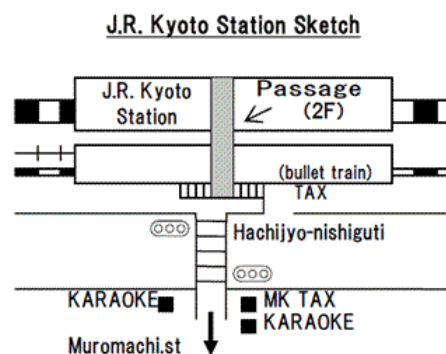 J.R. Kyoto Station Sketch
J.R. Kyoto
Station
Passage
(2F)
(bullet train)
TAX
Hachijyo-nishiguti
KARAOKE
MK TAX
KARAOKE
Muromachi.st